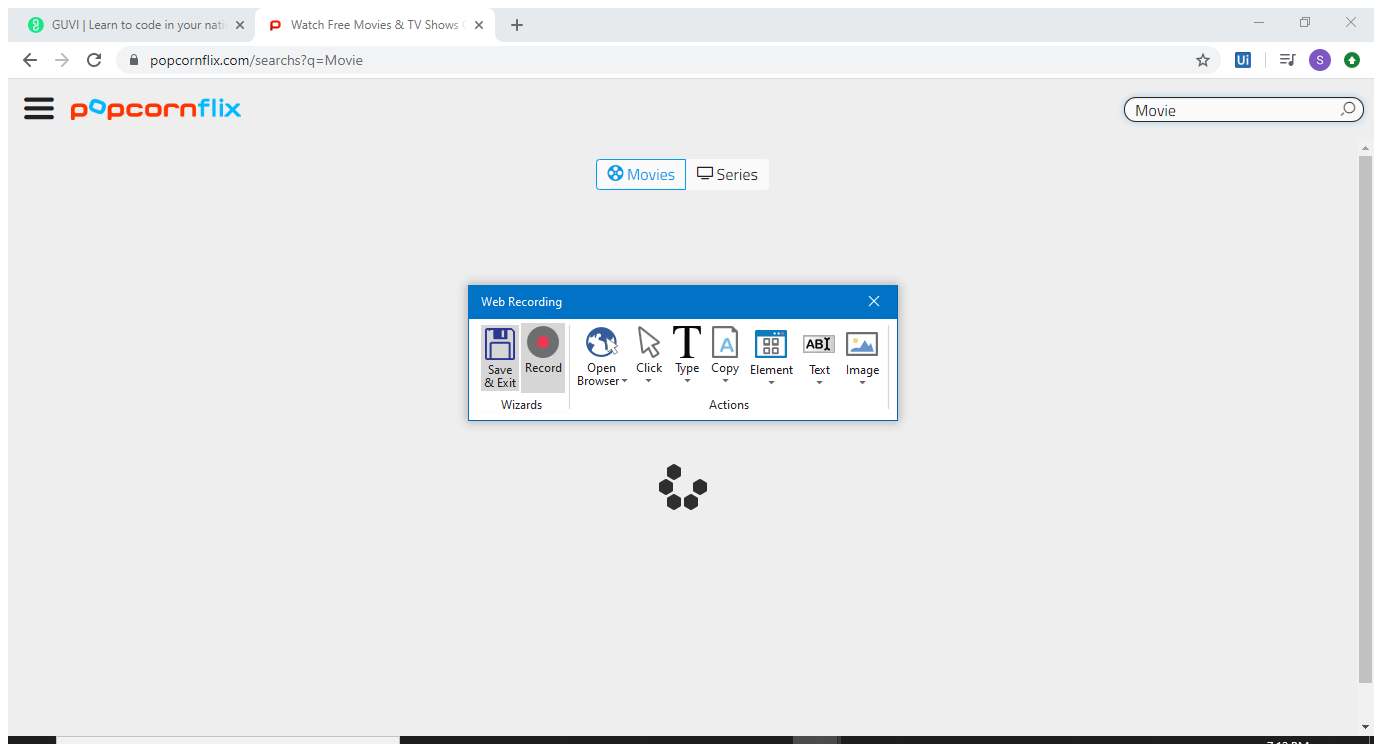 GUVI | Learn to code in your nati
Watch Free Movies & TV Shows
popcornflix.com/searchs?q=Movie
Ui
S
popcornflix
Movie
Movies
Series
Web Recording
Save & Exit
Record
Open Browser
Click
Type
Copy
Element
Text
Image
Wizards
Actions